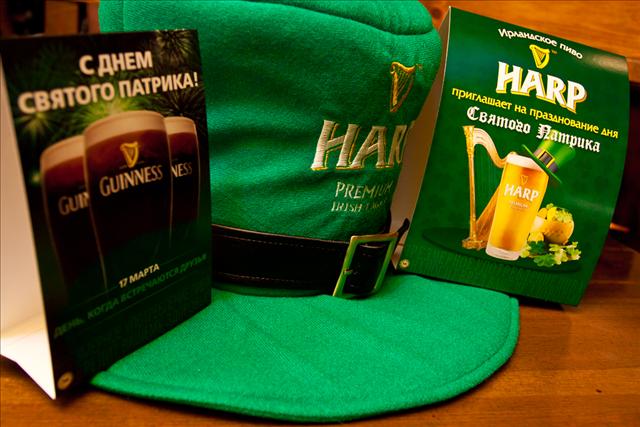 С ДНЕМ
СВЯТОГО ПАТРИКА!
GUINNESS
17 МАРТА
ДЕНЬ, КОГДА ВСТРЕЧАЮТСЯ ДРУЗЬЯ
HAR
PREMIUM
IRISH
Ирландское пиво
HARP
приглашает на празднование дня
Святого Патрика
HARP